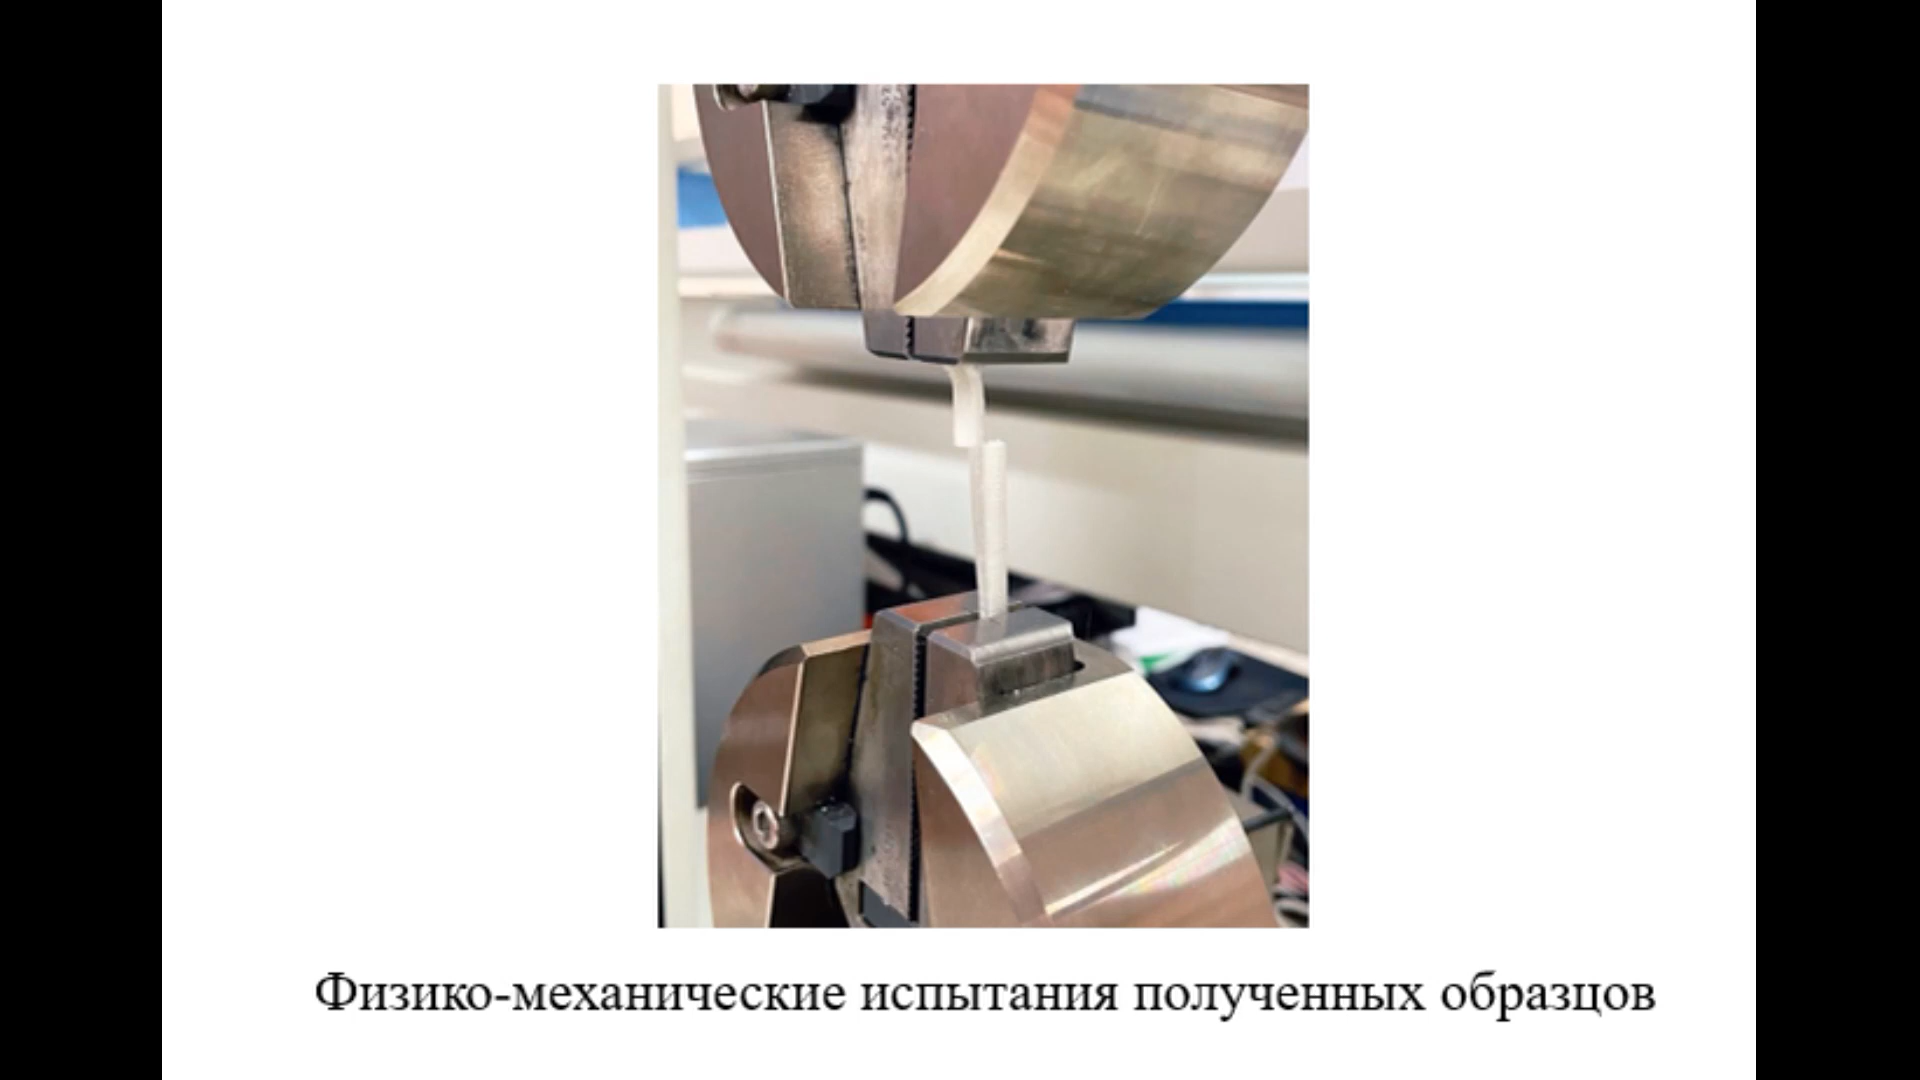 Физико-механические испытания полученных образцов